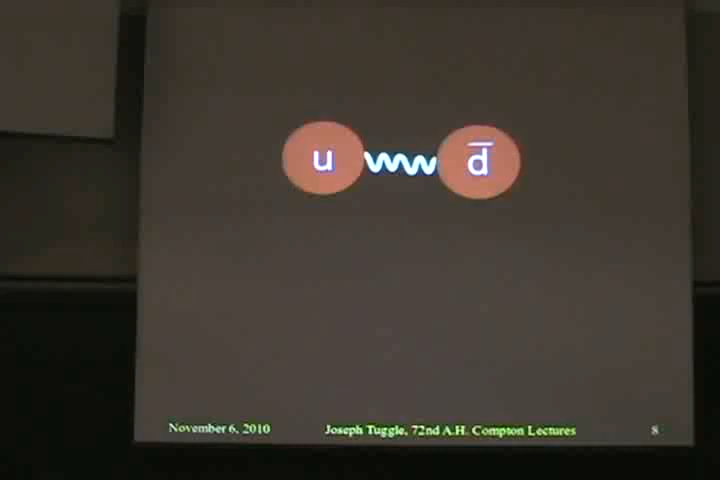 u d̅
November 6, 2010 Joseph Tuggle, 72nd A.H. Compton Lectures 8